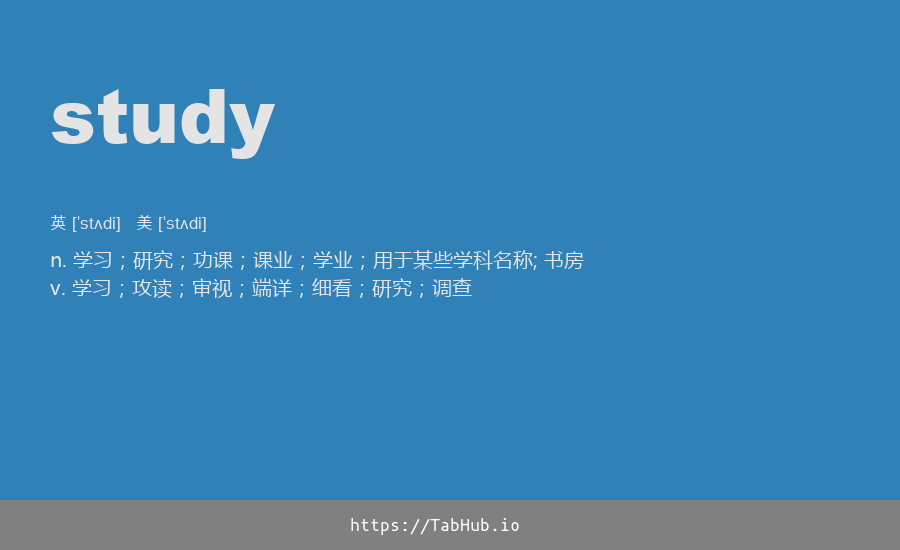 study
英 [ˈstʌdi] 美 [ˈstʌdi]
n. 学习；研究；功课；课业；学业；用于某些学科名称; 书房
v. 学习；攻读；审视；端详；细看；研究；调查
https://TabHub.io